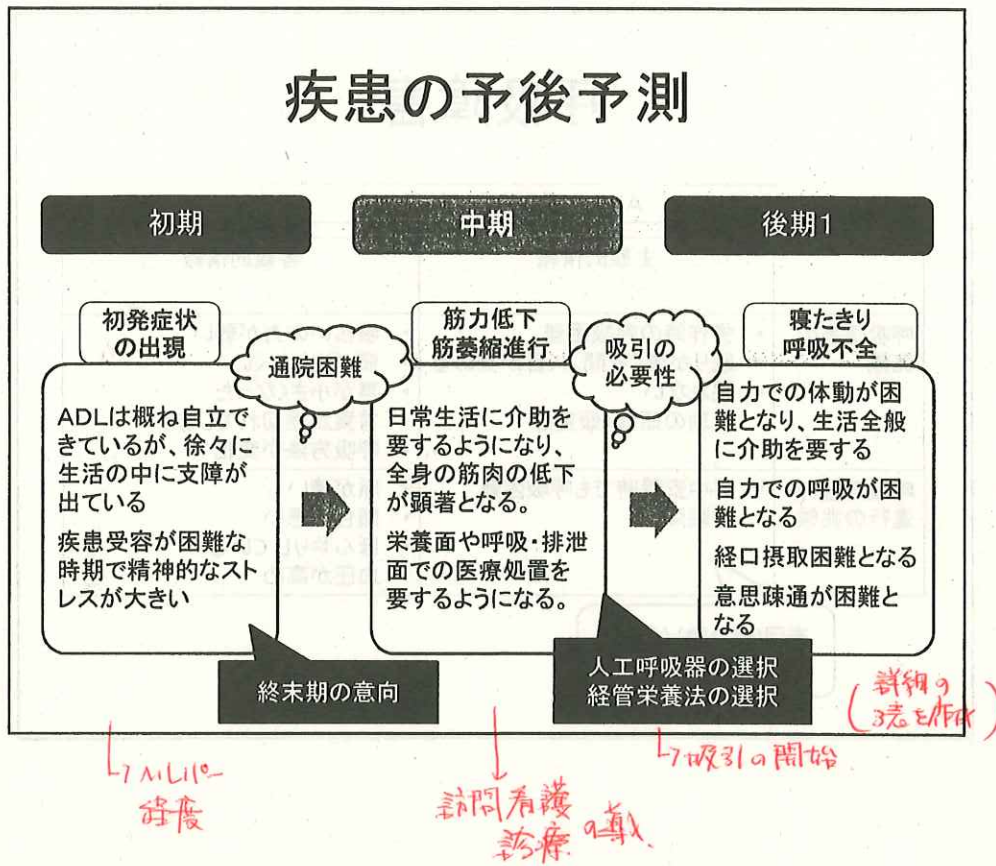 疾患の予後予測
初期
中期
後期1
初発症状
の出現
通院困難
筋力低下
筋萎縮進行
吸引の
必要性
寝たきり
呼吸不全
ADLは概ね自立で
きているが、徐々に
生活の中に支障が
出ている
疾患受容が困難な
時期で精神的なスト
レスが大きい
日常生活に介助を
要するようになり、
全身の筋肉の低下
が顕著となる。
栄養面や呼吸・排泄
面での医療処置を
要するようになる。
自力での体動が困
難となり、生活全般
に介助を要する
自力での呼吸が困
難となる
経口摂取困難となる
意思疎通が困難と
なる
終末期の意向
人工呼吸器の選択
経管栄養法の選択
詳細の
ヘルパー
訪問看護
診療の
吸引の開始